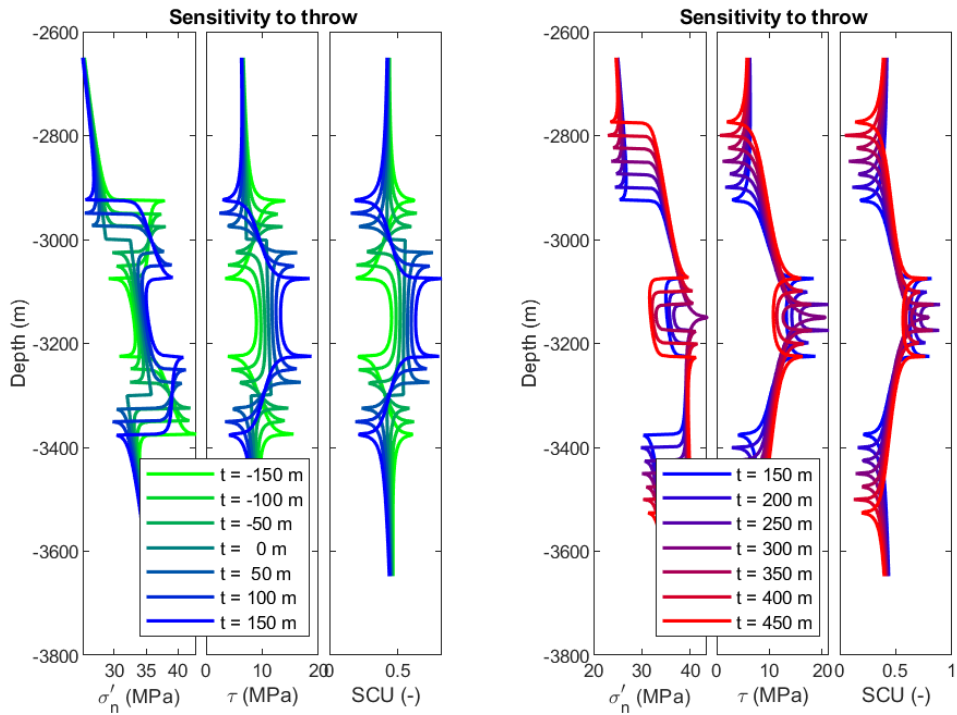 Sensitivity to throw
-2600
-2800
-3000
-3200
-3400
-3600
-3800
Depth (m)
30 35 40
σ'n (MPa)
0 10 20
τ (MPa)
0 0.5
SCU (-)
t = -150 m
t = -100 m
t = -50 m
t = 0 m
t = 50 m
t = 100 m
t = 150 m
Sensitivity to throw
-2600
-2800
-3000
-3200
-3400
-3600
-3800
Depth (m)
20 30 40
σ'n (MPa)
0 10 20
τ (MPa)
0 0.5 1
SCU (-)
t = 150 m
t = 200 m
t = 250 m
t = 300 m
t = 350 m
t = 400 m
t = 450 m